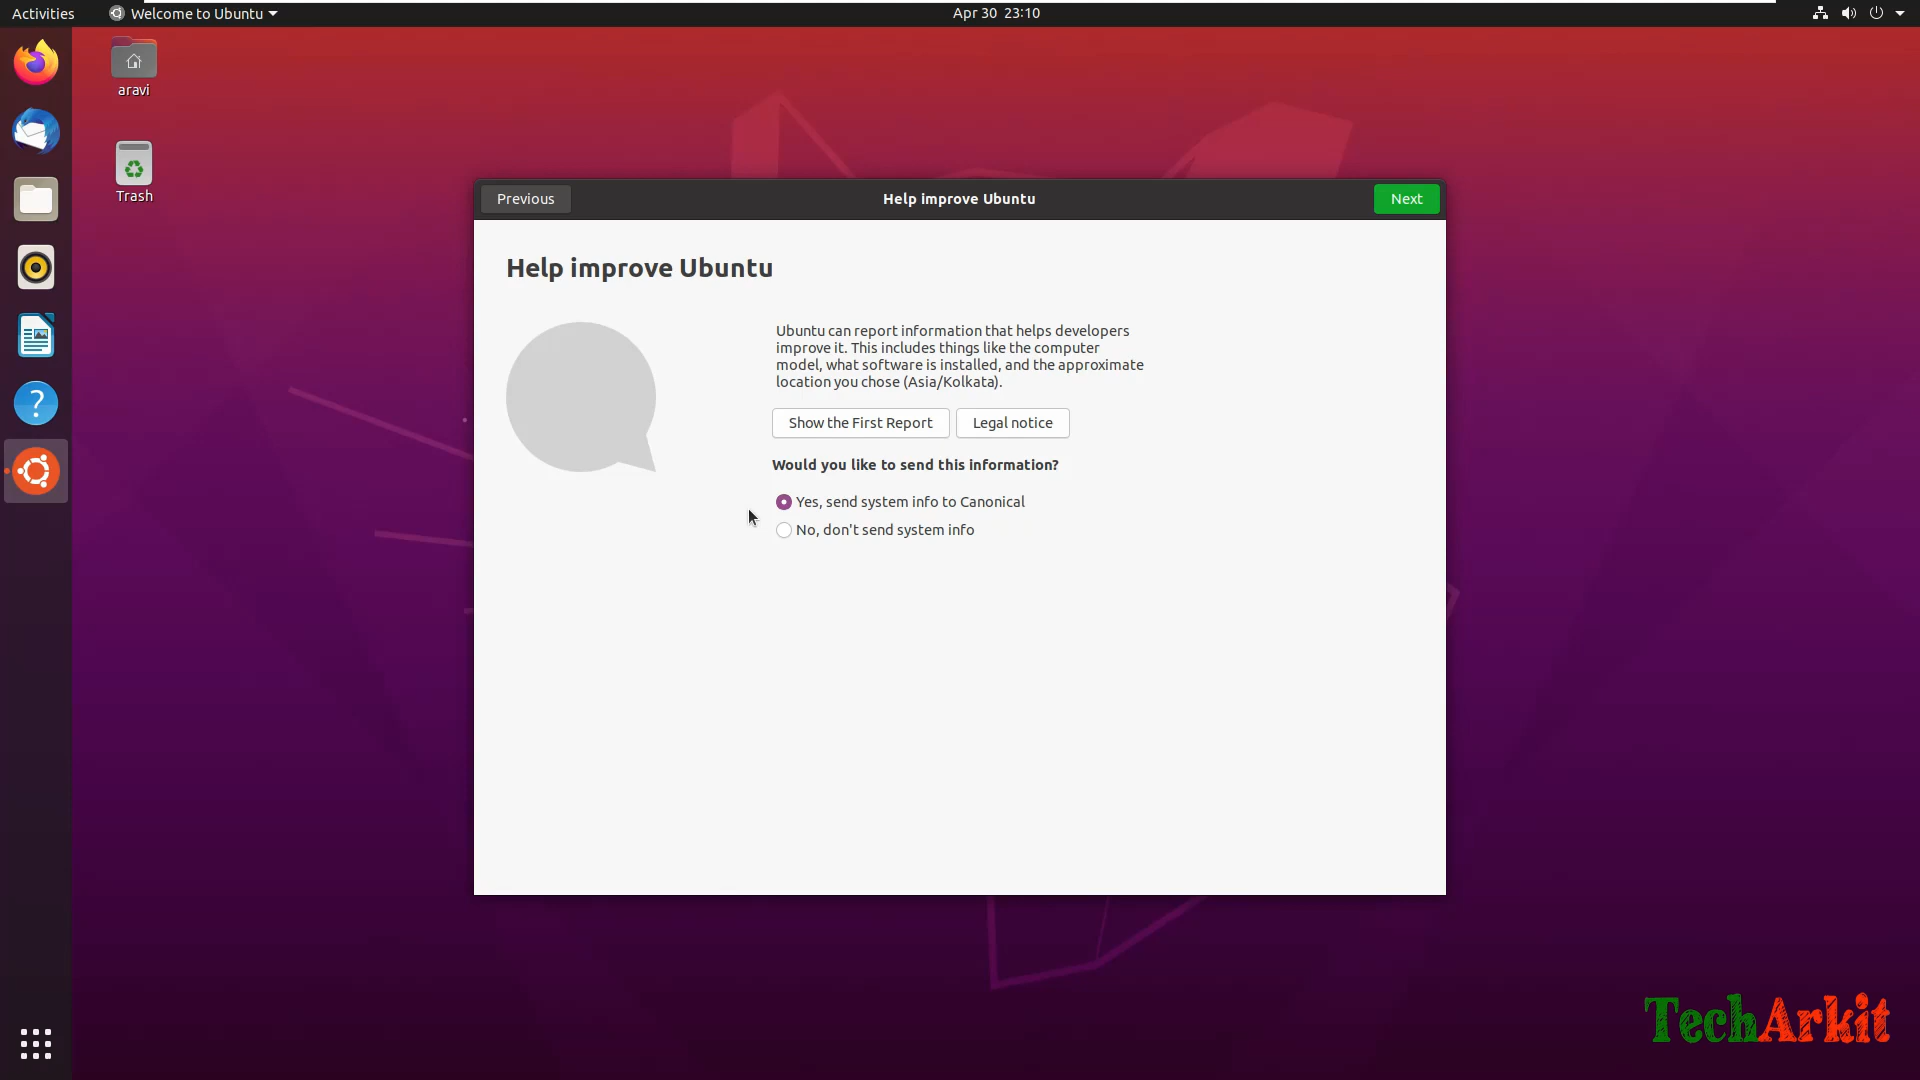 Activities
Welcome to Ubuntu
Apr 30 23:10
aravi
Trash
Previous
Help improve Ubuntu
Next
Help improve Ubuntu
Ubuntu can report information that helps developers
improve it. This includes things like the computer
model, what software is installed, and the approximate
location you chose (Asia/Kolkata).
Show the First Report
Legal notice
Would you like to send this information?
Yes, send system info to Canonical
No, don't send system info
?
TechArkit